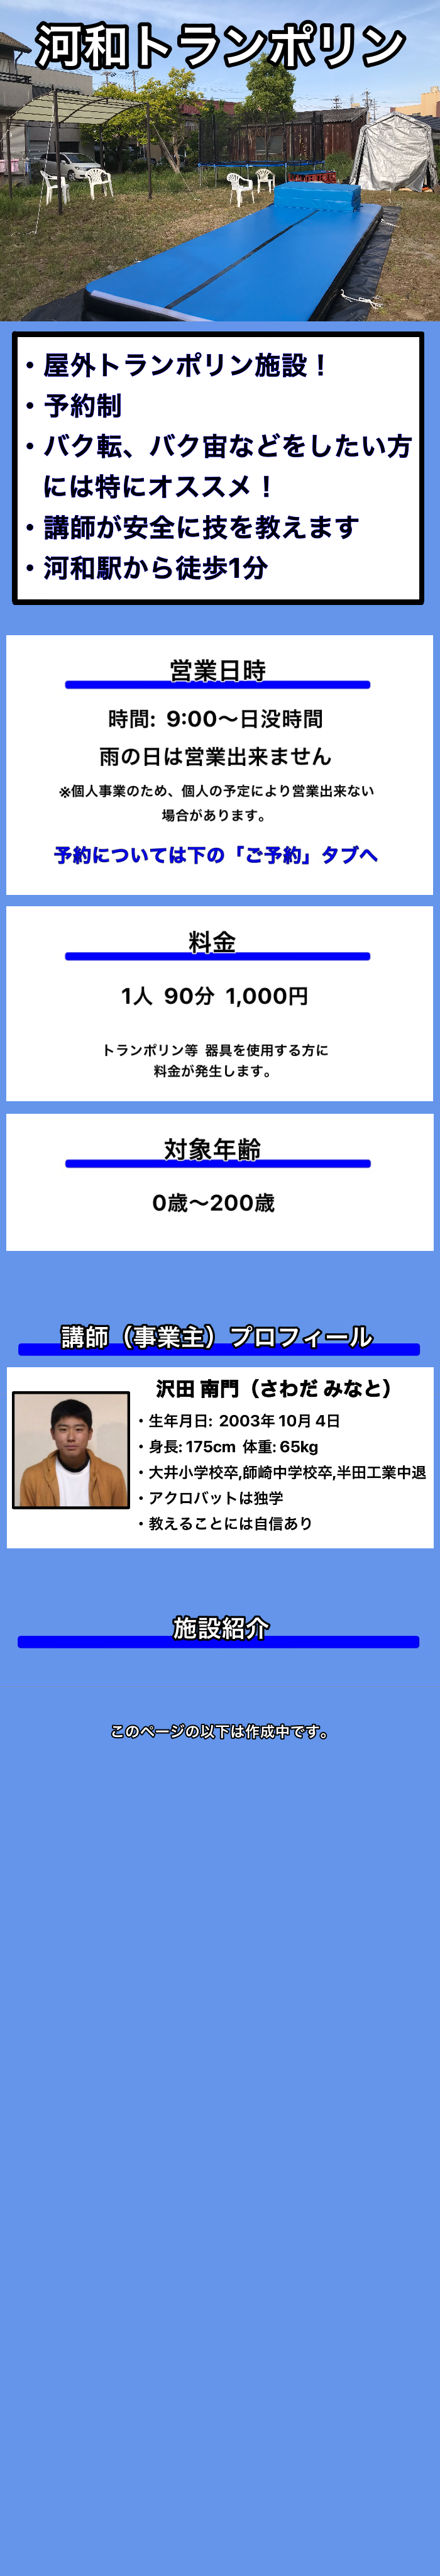 河和トランポリン
・屋外トランポリン施設！
・予約制
・バク転、バク宙などをしたい方
には特にオススメ！
・講師が安全に技を教えます
・河和駅から徒歩1分
営業日時
時間: 9:00〜日没時間
雨の日は営業出来ません
※個人事業のため、個人の予定により営業出来ない
場合があります。
予約については下の「ご予約」タブへ
料金
1人 90分 1,000円
トランポリン等 器具を使用する方に
料金が発生します。
対象年齢
0歳〜200歳
講師（事業主）プロフィール
沢田 南門（さわだ みなと）
・生年月日: 2003年 10月 4日
・身長: 175cm 体重: 65kg
・大井小学校卒,師崎中学校卒,半田工業中退
・アクロバットは独学
・教えることには自信あり
施設紹介
このページの以下は作成中です。